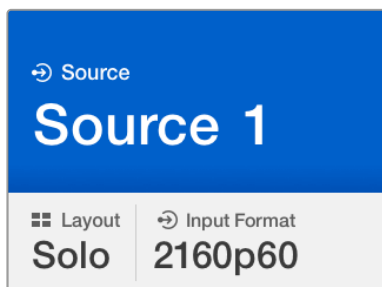 Source
Source 1
Layout
Input Format
Solo
2160p60